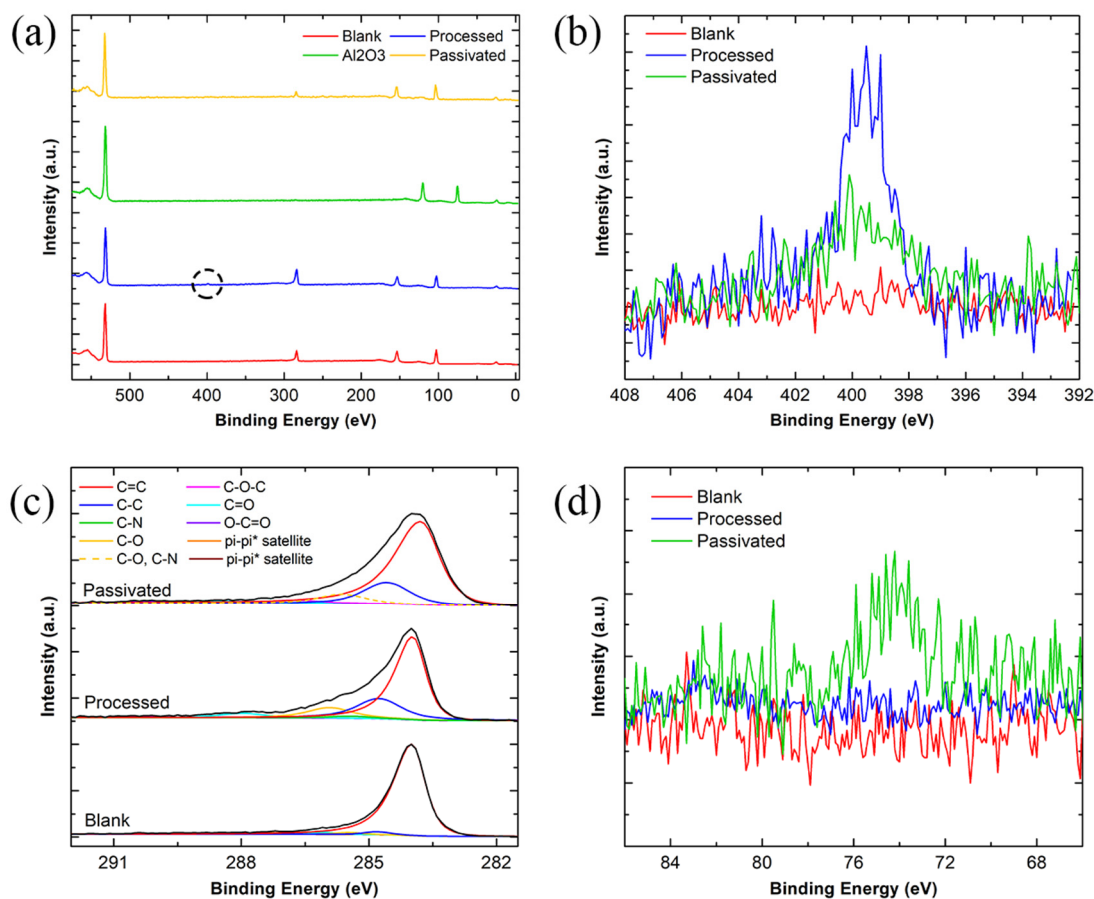 (a)
Blank Processed
Al2O3 Passivated
Intensity (a.u.)
500 400 300 200 100 0
Binding Energy (eV)
(b)
Blank
Processed
Passivated
Intensity (a.u.)
408 406 404 402 400 398 396 394 392
Binding Energy (eV)
(c)
C=C C-O-C
C-C C=O
C-N O-C=O
C-O pi-pi* satellite
C-O, C-N pi-pi* satellite
Passivated
Processed
Blank
Intensity (a.u.)
291 288 285 282
Binding Energy (eV)
(d)
Blank
Processed
Passivated
Intensity (a.u.)
84 80 76 72 68
Binding Energy (eV)